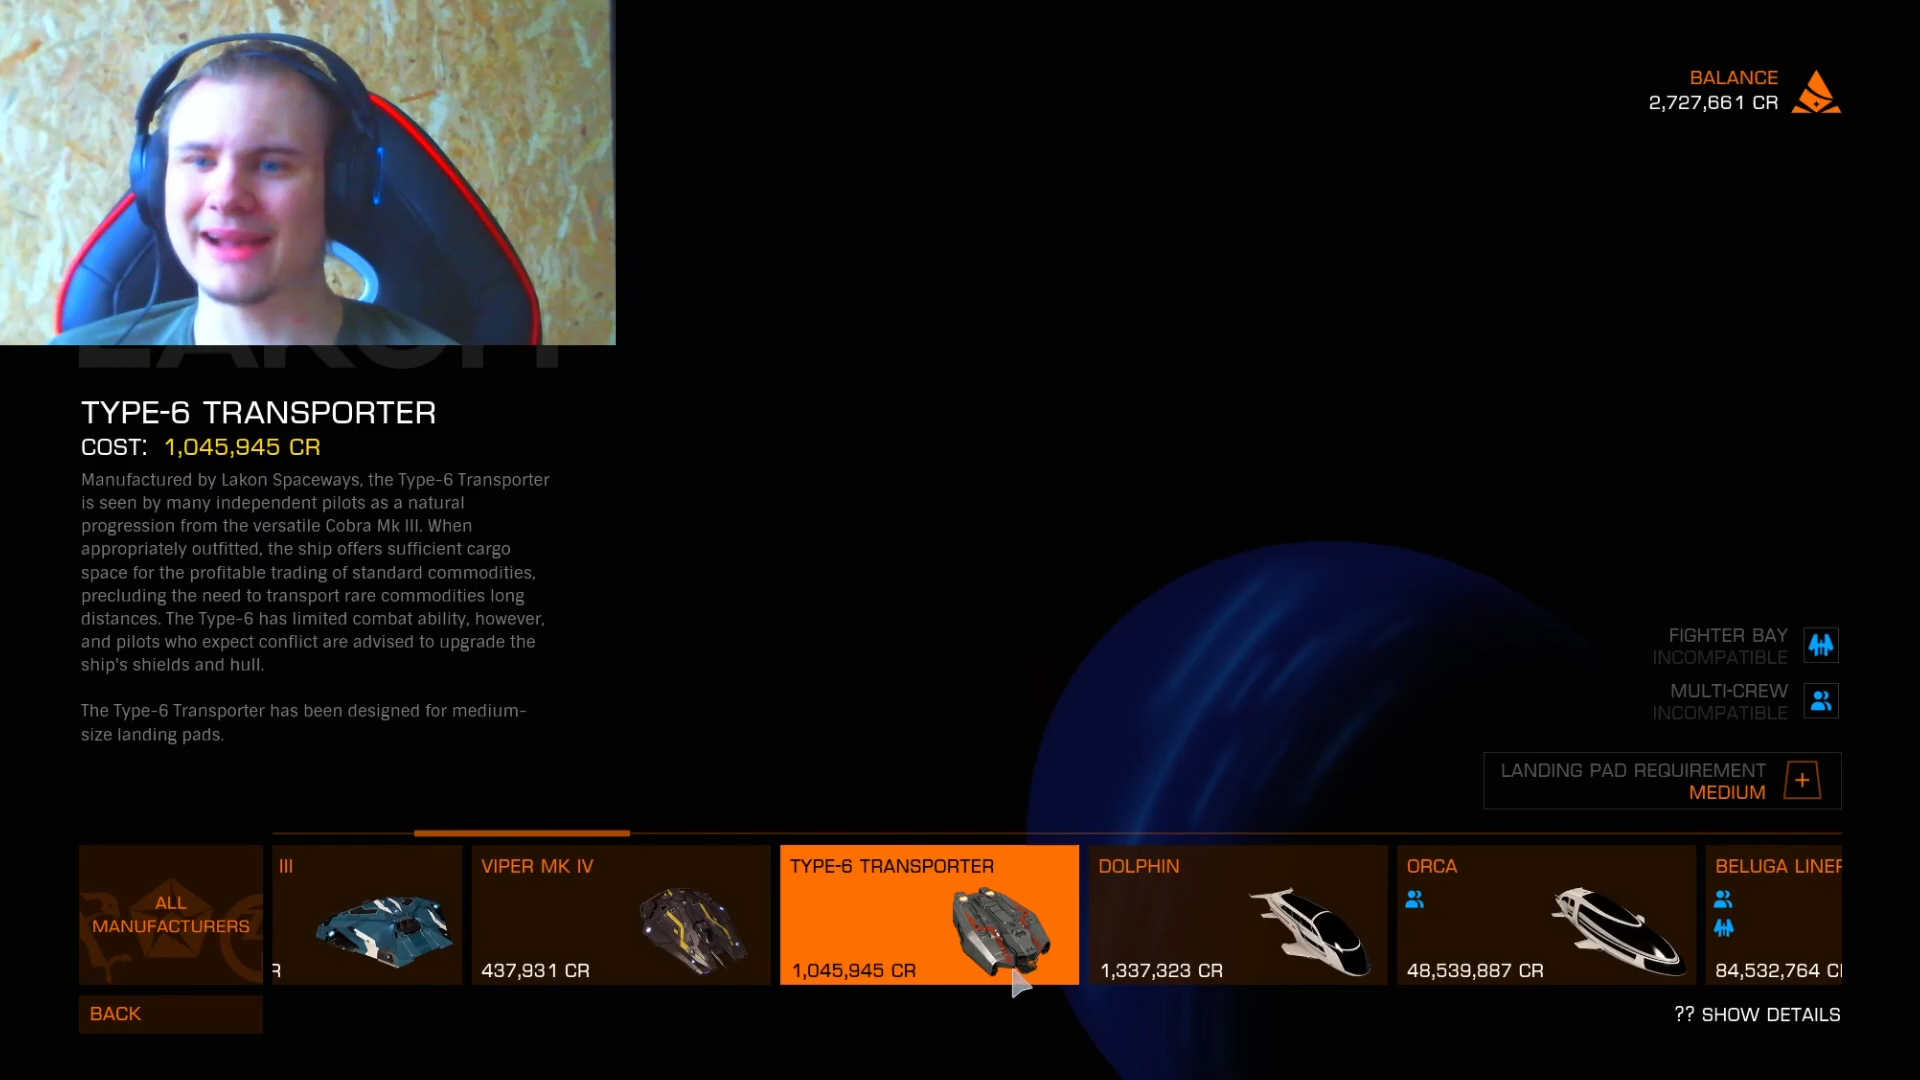 BALANCE
2,727,661 CR
TYPE-6 TRANSPORTER
COST: 1,045,945 CR
Manufactured by Lakon Spaceways, the Type-6 Transporter
is seen by many independent pilots as a natural
progression from the versatile Cobra Mk III. When
appropriately outfitted, the ship offers sufficient cargo
space for the profitable trading of standard commodities,
precluding the need to transport rare commodities long
distances. The Type-6 has limited combat ability, however,
and pilots who expect conflict are advised to upgrade the
ship's shields and hull.
The Type-6 Transporter has been designed for medium-
size landing pads.
FIGHTER BAY
INCOMPATIBLE
MULTI-CREW
INCOMPATIBLE
LANDING PAD REQUIREMENT
MEDIUM
ALL
MANUFACTURERS
III
R
VIPER MK IV
437,931 CR
TYPE-6 TRANSPORTER
1,045,945 CR
DOLPHIN
1,337,323 CR
ORCA
48,539,887 CR
BELUGA LINER
84,532,764 C
BACK
?? SHOW DETAILS